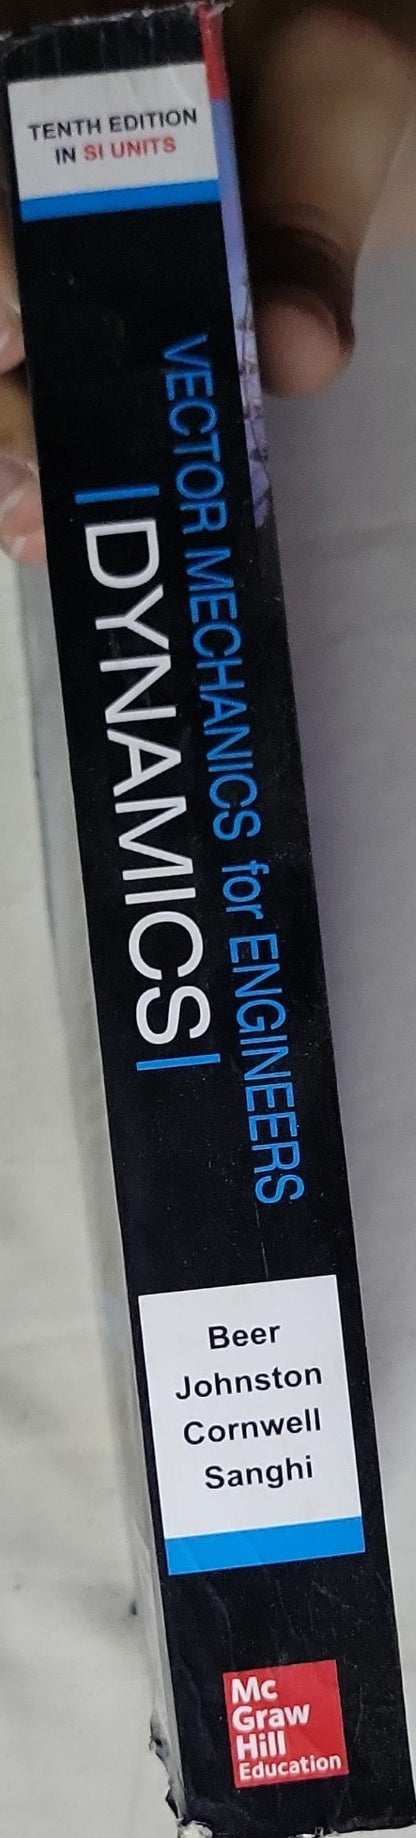 TENTH EDITION
IN SI UNITS
VECTOR MECHANICS for ENGINEERS
DYNAMICS
Beer
Johnston
Cornwell
Sanghi
Mc
Graw
Hill
Education